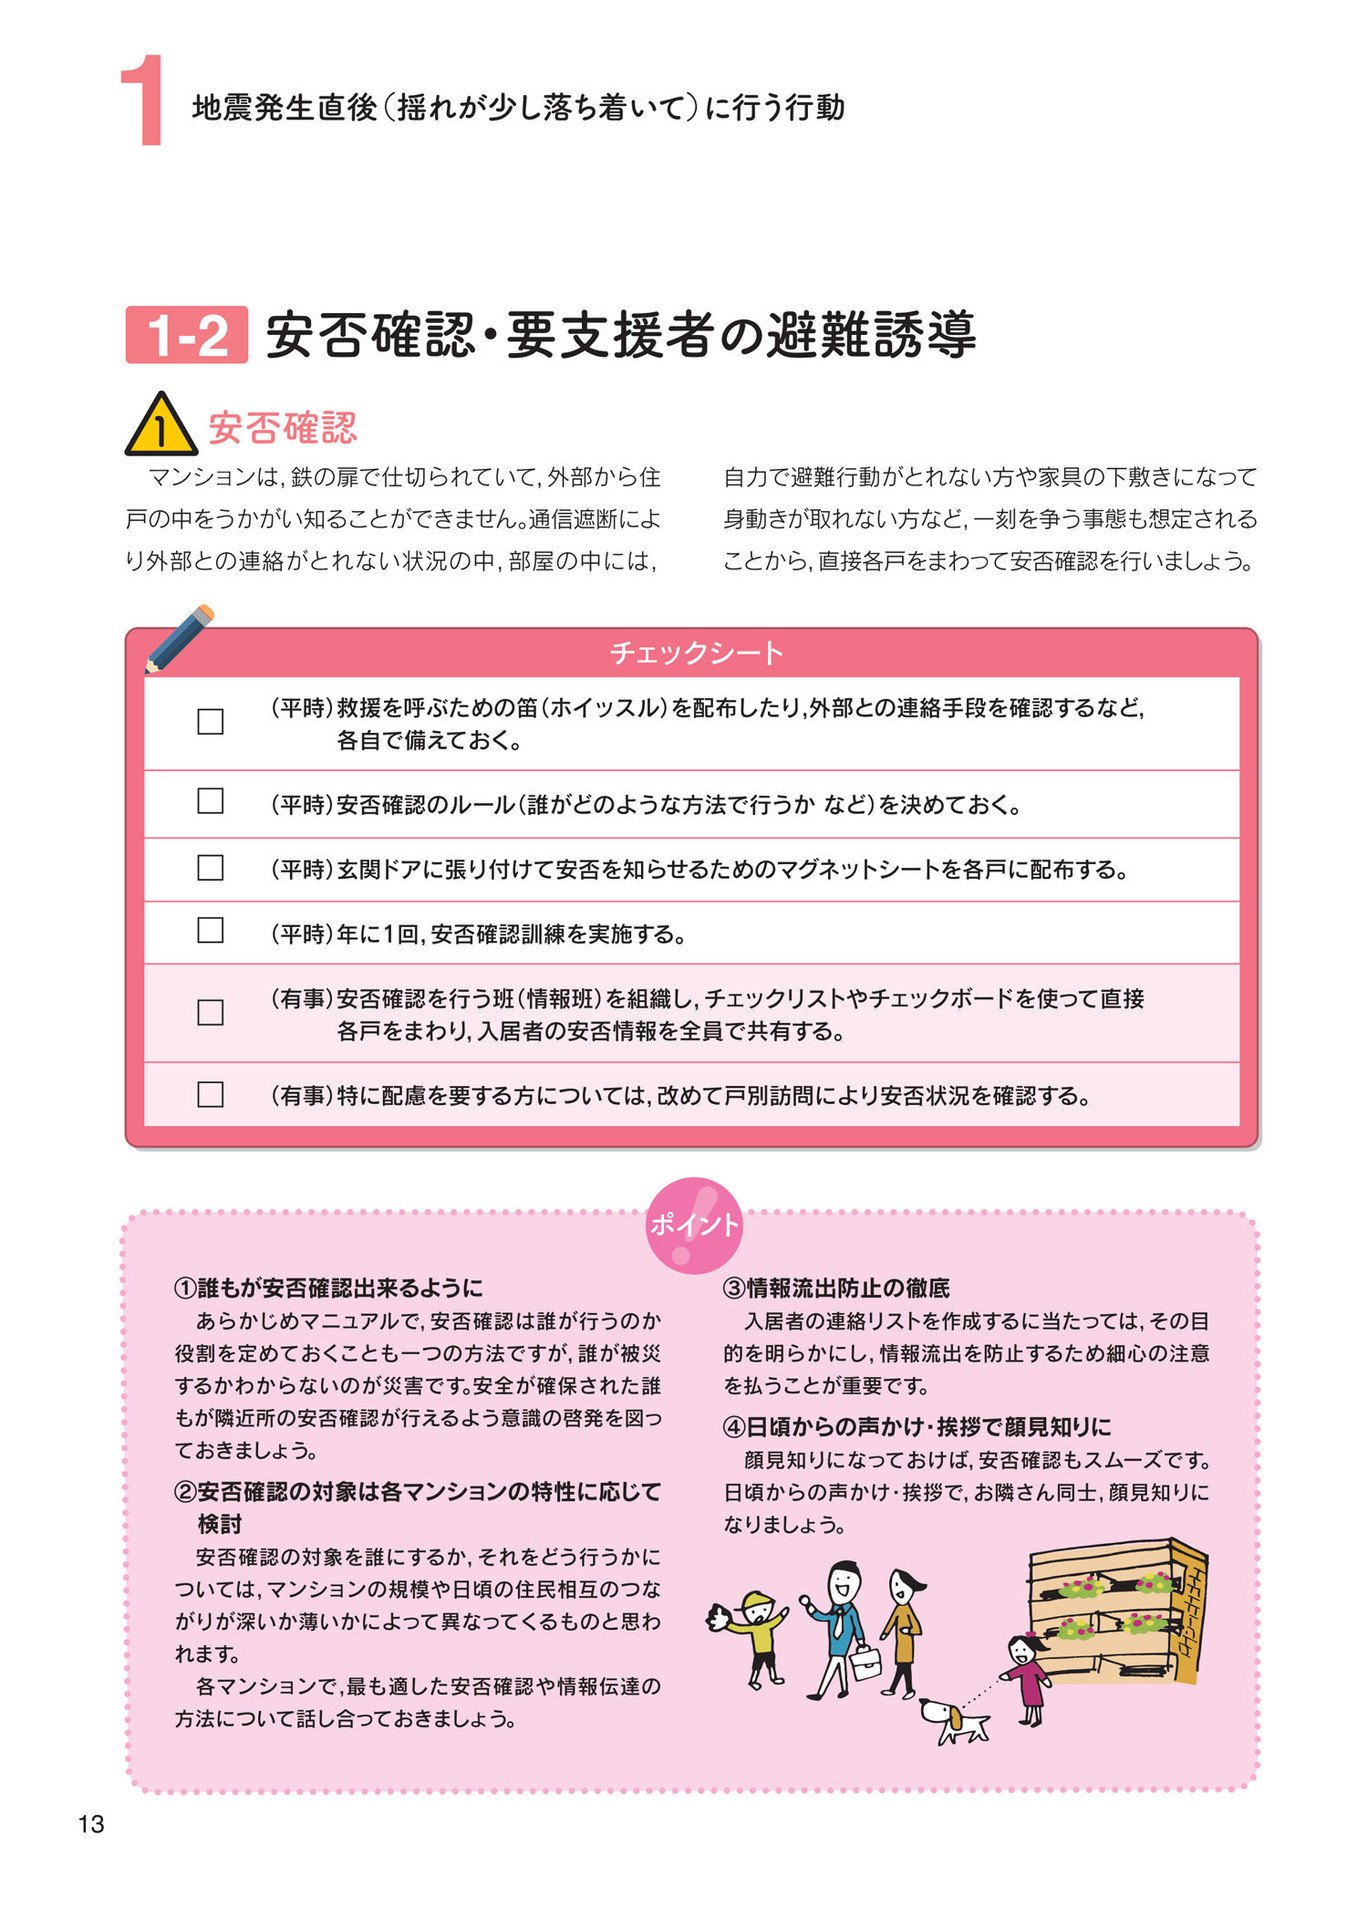 1
地震発生直後（揺れが少し落ち着いて）に行う行動
1-2 安否確認・要支援者の避難誘導
1 安否確認
マンションは，鉄の扉で仕切られていて，外部から住
戸の中をうかがい知ることができません。通信遮断によ
り外部との連絡がとれない状況の中，部屋の中には，
自力で避難行動がとれない方や家具の下敷きになって
身動きが取れない方など，一刻を争う事態も想定される
ことから，直接各戸をまわって安否確認を行いましょう。
チェックシート
□ （平時）救援を呼ぶための笛（ホイッスル）を配布したり，外部との連絡手段を確認するなど，
各自で備えておく。
□ （平時）安否確認のルール（誰がどのような方法で行うか など）を決めておく。
□ （平時）玄関ドアに張り付けて安否を知らせるためのマグネットシートを各戸に配布する。
□ （平時）年に1回，安否確認訓練を実施する。
□ （有事）安否確認を行う班（情報班）を組織し，チェックリストやチェックボードを使って直接
各戸をまわり，入居者の安否情報を全員で共有する。
□ （有事）特に配慮を要する方については，改めて戸別訪問により安否状況を確認する。
ポイント
①誰もが安否確認出来るように
あらかじめマニュアルで，安否確認は誰が行うのか
役割を定めておくことも一つの方法ですが，誰が被災
するかわからないのが災害です。安全が確保された誰
もが隣近所の安否確認が行えるよう意識の啓発を図っ
ておきましょう。
②安否確認の対象は各マンションの特性に応じて
検討
安否確認の対象を誰にするか，それをどう行うかに
ついては，マンションの規模や日頃の住民相互のつな
がりが深いか薄いかによって異なってくるものと思わ
れます。
各マンションで，最も適した安否確認や情報伝達の
方法について話し合っておきましょう。
③情報流出防止の徹底
入居者の連絡リストを作成するに当たっては，その目
的を明らかにし，情報流出を防止するため細心の注意
を払うことが重要です。
④日頃からの声かけ・挨拶で顔見知りに
顔見知りになっておけば，安否確認もスムーズです。
日頃からの声かけ・挨拶で，お隣さん同士，顔見知りに
なりましょう。
13